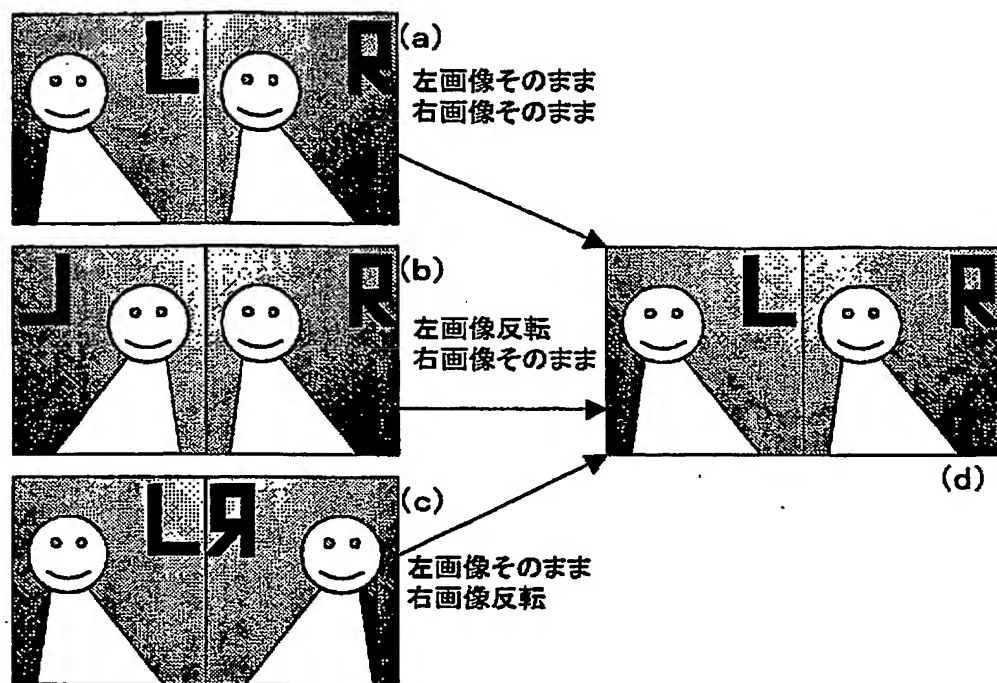 L R (a)
左画像そのまま
右画像そのまま
L R (b)
左画像反転
右画像そのまま
L R
(d)
L R (c)
左画像そのまま
右画像反転